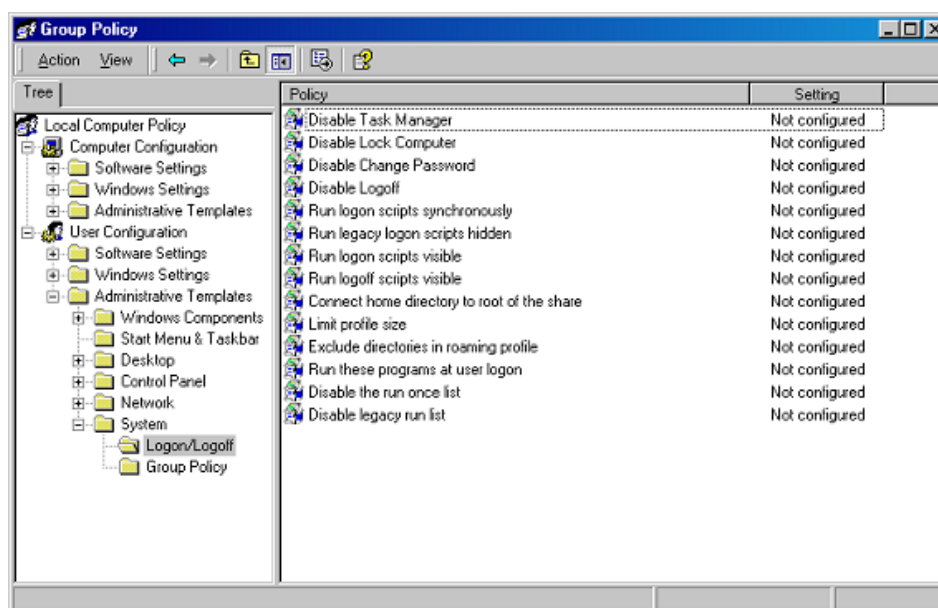 Group Policy
Action View
Tree
Local Computer Policy
Computer Configuration
Software Settings
Windows Settings
Administrative Templates
User Configuration
Software Settings
Windows Settings
Administrative Templates
Windows Components
Start Menu & Taskbar
Desktop
Control Panel
Network
System
Logon/Logoff
Group Policy
Policy Setting
Disable Task Manager Not configured
Disable Lock Computer Not configured
Disable Change Password Not configured
Disable Logoff Not configured
Run logon scripts synchronously Not configured
Run legacy logon scripts hidden Not configured
Run logon scripts visible Not configured
Run logoff scripts visible Not configured
Connect home directory to root of the share Not configured
Limit profile size Not configured
Exclude directories in roaming profile Not configured
Run these programs at user logon Not configured
Disable the run once list Not configured
Disable legacy run list Not configured